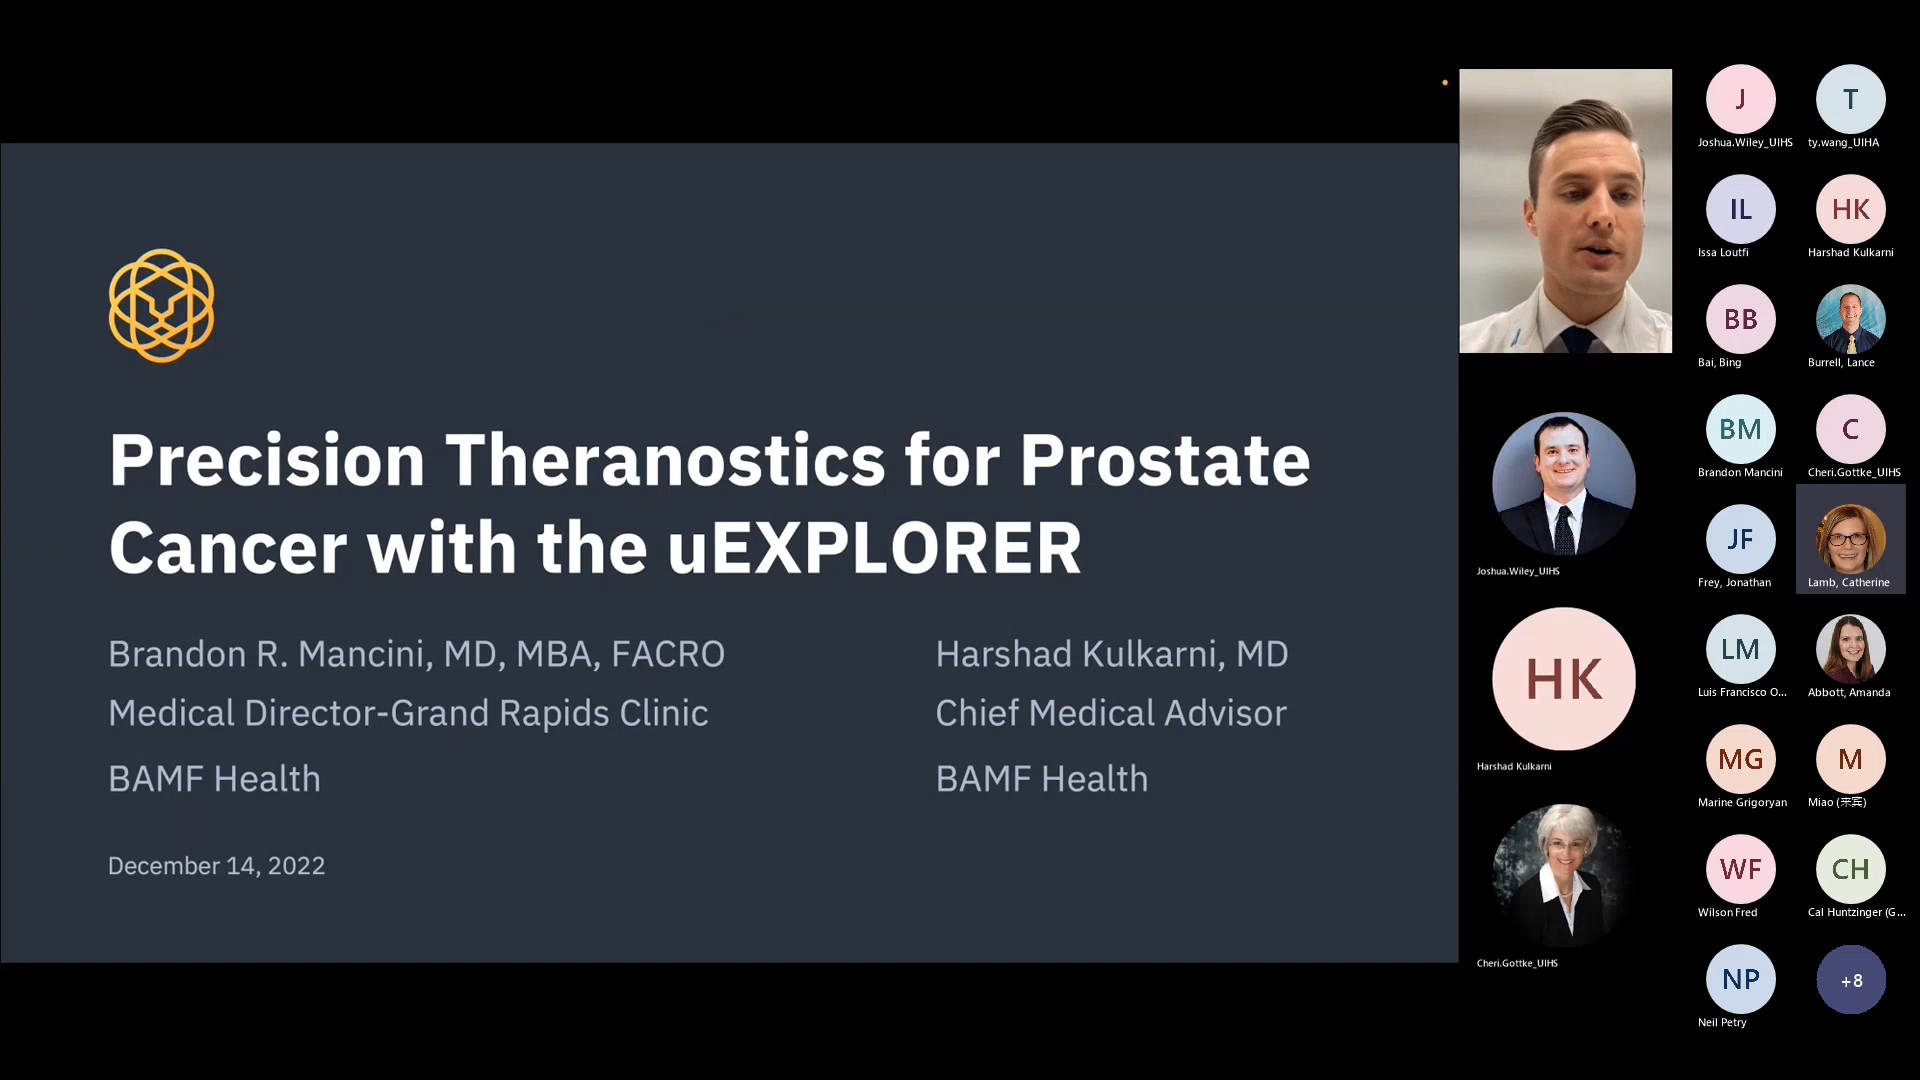 Precision Theranostics for Prostate
Cancer with the uEXPLORER
Brandon R. Mancini, MD, MBA, FACRO
Medical Director-Grand Rapids Clinic
BAMF Health
Harshad Kulkarni, MD
Chief Medical Advisor
BAMF Health
December 14, 2022
Joshua.Wiley_UIHS
HK
Harshad Kulkarni
Cheri.Gottke_UIHS
J
Joshua.Wiley_UIHS
T
ty.wang_UIHA
IL
Issa Loutfi
HK
Harshad Kulkarni
BB
Bai, Bing
Burrell, Lance
BM
Brandon Mancini
C
Cheri.Gottke_UIHS
JF
Frey, Jonathan
Lamb, Catherine
LM
Luis Francisco O...
Abbott, Amanda
MG
Marine Grigoryan
M
Miao (来宾)
WF
Wilson Fred
CH
Cal Huntzinger (G...
NP
Neil Petry
+8